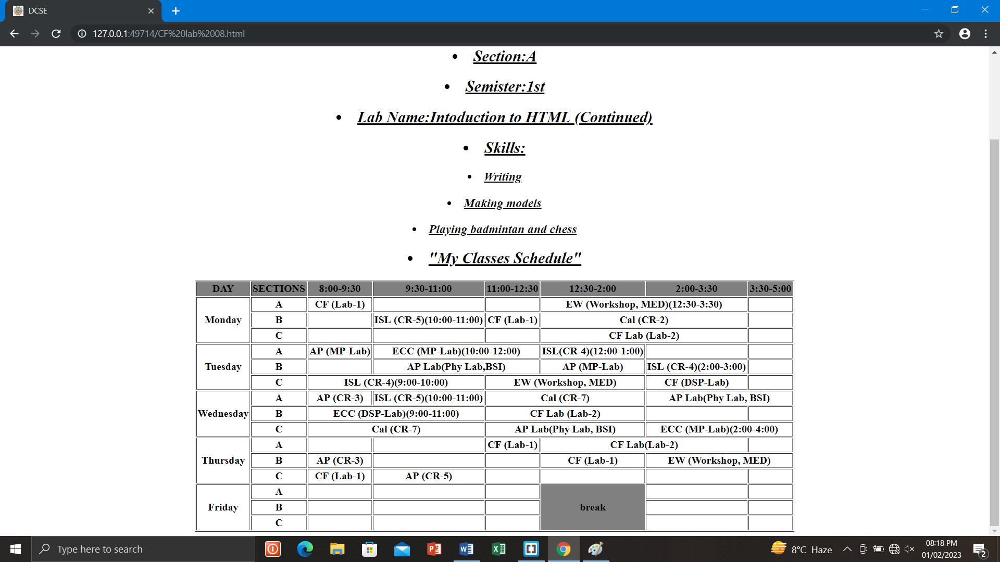 DCSE
127.0.0.1:49714/CF%20lab%2008.html
Section:A
Semister:1st
Lab Name:Intoduction to HTML (Continued)
Skills:
Writing
Making models
Playing badmintan and chess
"My Classes Schedule"
DAY SECTIONS 8:00-9:30 9:30-11:00 11:00-12:30 12:30-2:00 2:00-3:30 3:30-5:00
Monday
A CF (Lab-1) EW (Workshop, MED)(12:30-3:30)
B ISL (CR-5)(10:00-11:00) CF (Lab-1) Cal (CR-2)
C CF Lab (Lab-2)
Tuesday
A AP (MP-Lab) ECC (MP-Lab)(10:00-12:00) ISL(CR-4)(12:00-1:00)
B AP Lab(Phy Lab,BSI) AP (MP-Lab) ISL (CR-4)(2:00-3:00)
C ISL (CR-4)(9:00-10:00) EW (Workshop, MED) CF (DSP-Lab)
Wednesday
A AP (CR-3) ISL (CR-5)(10:00-11:00) Cal (CR-7) AP Lab(Phy Lab, BSI)
B ECC (DSP-Lab)(9:00-11:00) CF Lab (Lab-2)
C Cal (CR-7) AP Lab(Phy Lab, BSI) ECC (MP-Lab)(2:00-4:00)
Thursday
A CF (Lab-1) CF Lab(Lab-2)
B AP (CR-3) CF (Lab-1) EW (Workshop, MED)
C CF (Lab-1) AP (CR-5)
Friday
A
B break
C
Type here to search
8°C Haze
08:18 PM
01/02/2023
2